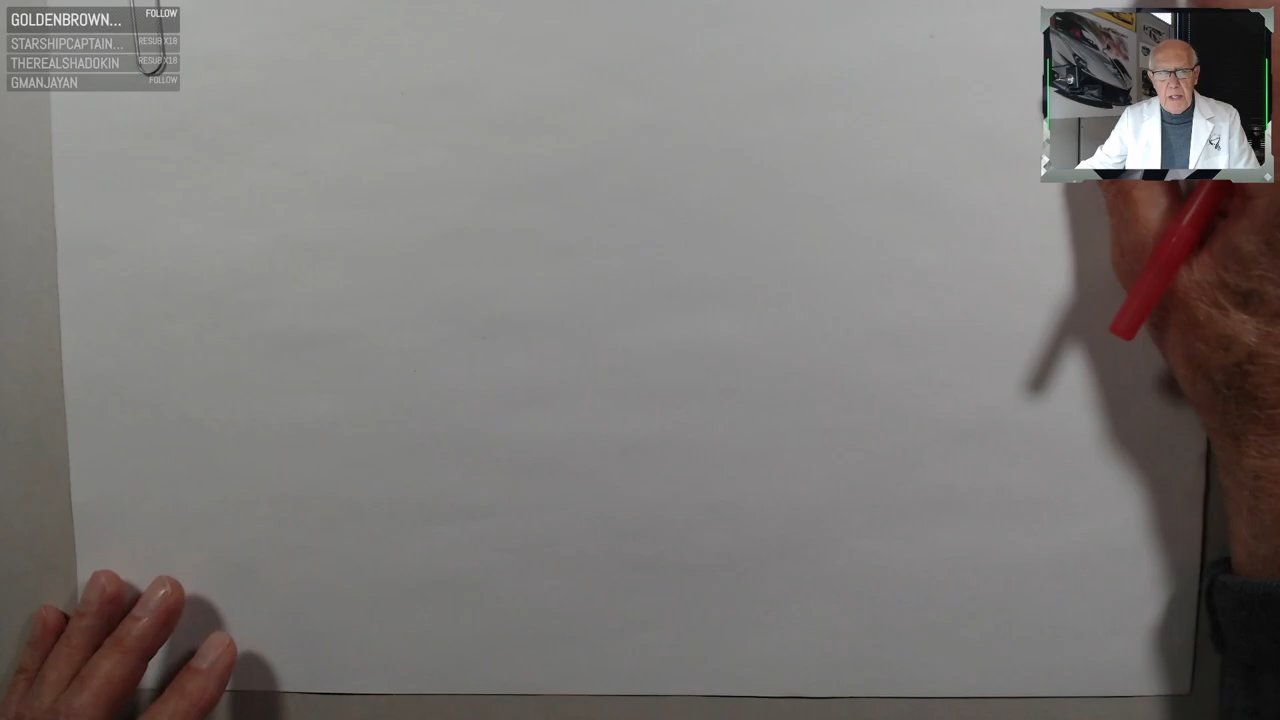 GOLDENBROWN... FOLLOW
STARSHIPCAPTAIN... RESUB X18
THEREALSHADOKIN RESUB X18
GMANJAYAN FOLLOW